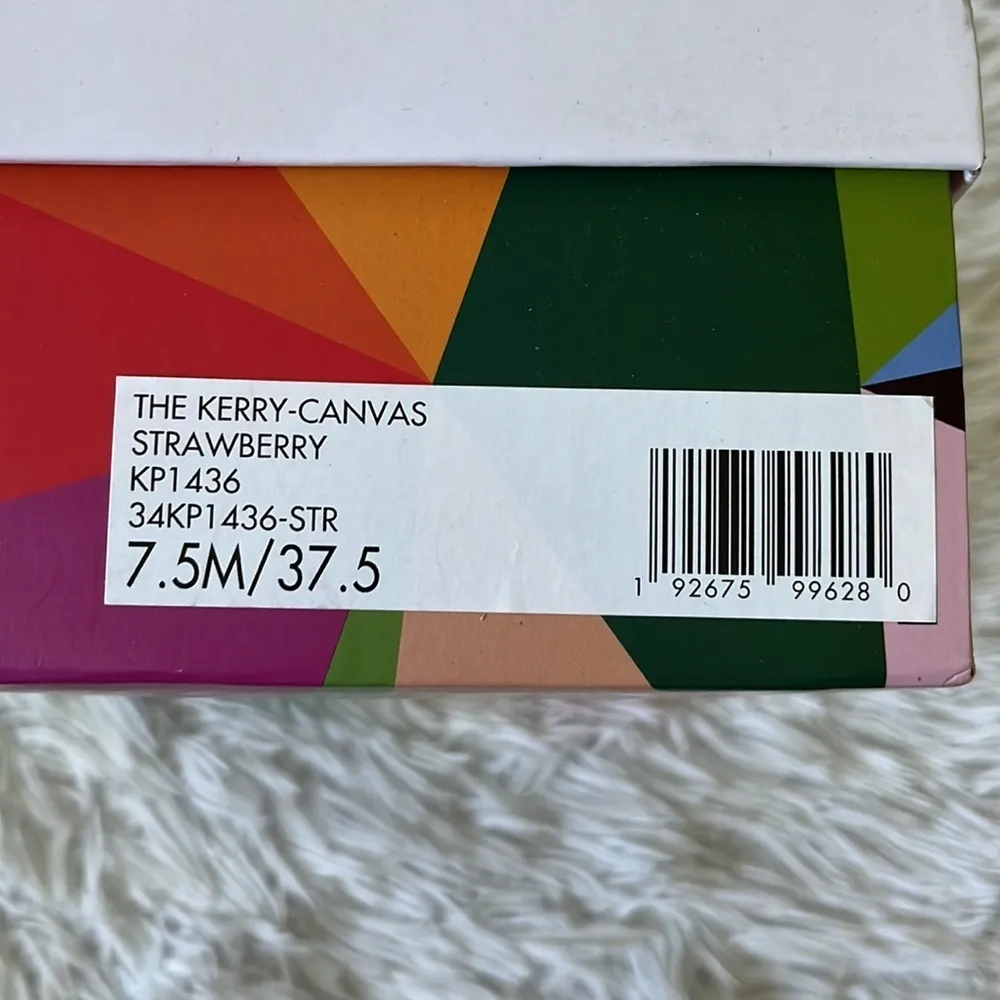 THE KERRY-CANVAS
STRAWBERRY
KP1436
34KP1436-STR
7.5M/37.5
1 92675 99628 0